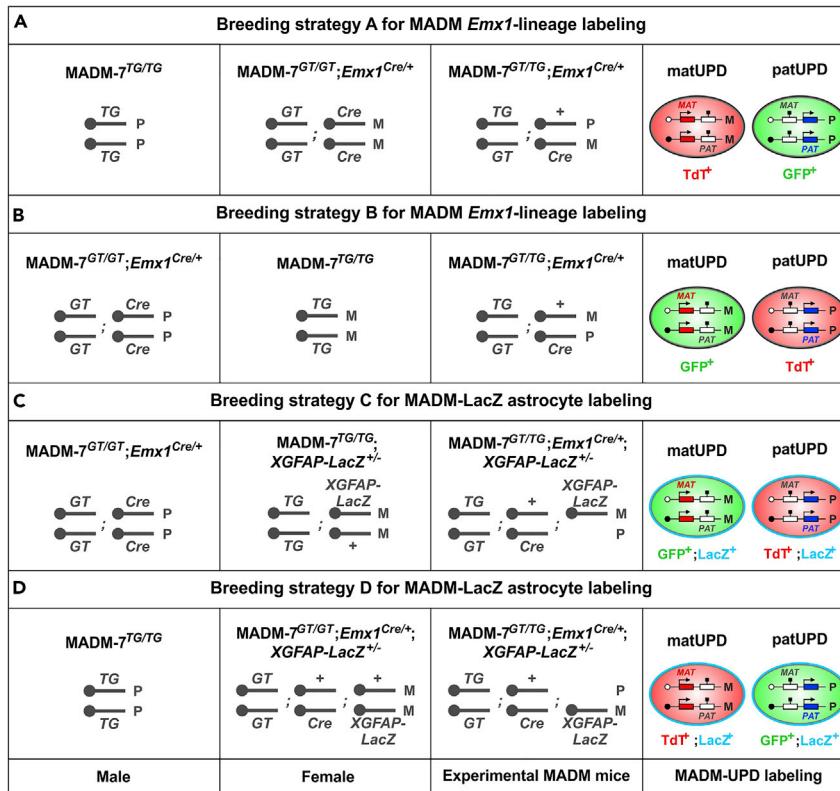 A
Breeding strategy A for MADM Emx1-lineage labeling
MADM-7TG/TG
TG
P
P
TG
MADM-7GT/GT;Emx1Cre/+
GT
Cre
M
;
M
GT
Cre
MADM-7GT/TG;Emx1Cre/+
TG
+
P
;
M
GT
Cre
matUPD
MAT
M
M
PAT
TdT+
patUPD
MAT
P
P
PAT
GFP+
B
Breeding strategy B for MADM Emx1-lineage labeling
MADM-7GT/GT;Emx1Cre/+
GT
Cre
P
;
P
GT
Cre
MADM-7TG/TG
TG
M
M
TG
MADM-7GT/TG;Emx1Cre/+
TG
+
M
;
P
GT
Cre
matUPD
MAT
M
M
PAT
GFP+
patUPD
MAT
P
P
PAT
TdT+
C
Breeding strategy C for MADM-LacZ astrocyte labeling
MADM-7GT/GT;Emx1Cre/+
GT
Cre
P
;
P
GT
Cre
MADM-7TG/TG;
XGFAP-LacZ+/-
XGFAP-
LacZ
TG
M
;
M
TG
+
MADM-7GT/TG;Emx1Cre/+;
XGFAP-LacZ+/-
XGFAP-
LacZ
TG
+
M
;
;
P
GT
Cre
matUPD
MAT
M
M
PAT
GFP+;LacZ+
patUPD
MAT
P
P
PAT
TdT+;LacZ+
D
Breeding strategy D for MADM-LacZ astrocyte labeling
MADM-7TG/TG
TG
P
P
TG
MADM-7GT/GT;Emx1Cre/+;
XGFAP-LacZ+/-
GT
+
+
M
;
;
M
GT
Cre
XGFAP-
LacZ
MADM-7GT/TG;Emx1Cre/+;
XGFAP-LacZ+/-
TG
+
P
;
;
M
GT
Cre
XGFAP-
LacZ
matUPD
MAT
M
M
PAT
TdT+;LacZ+
patUPD
MAT
P
P
PAT
GFP+;LacZ+
Male
Female
Experimental MADM mice
MADM-UPD labeling